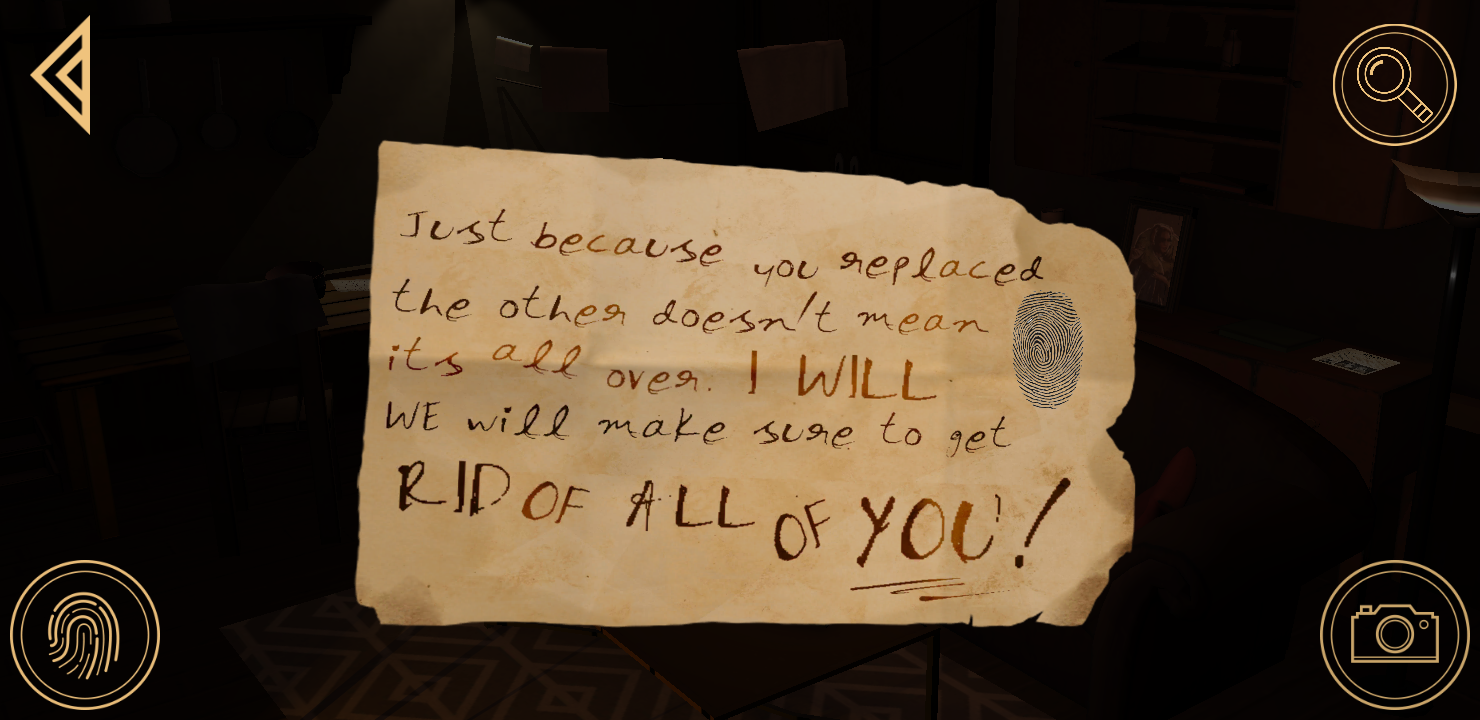 Just because you replaced
the other doesn't mean
its all over. I WILL
WE will make sure to get
RID OF ALL OF YOU!